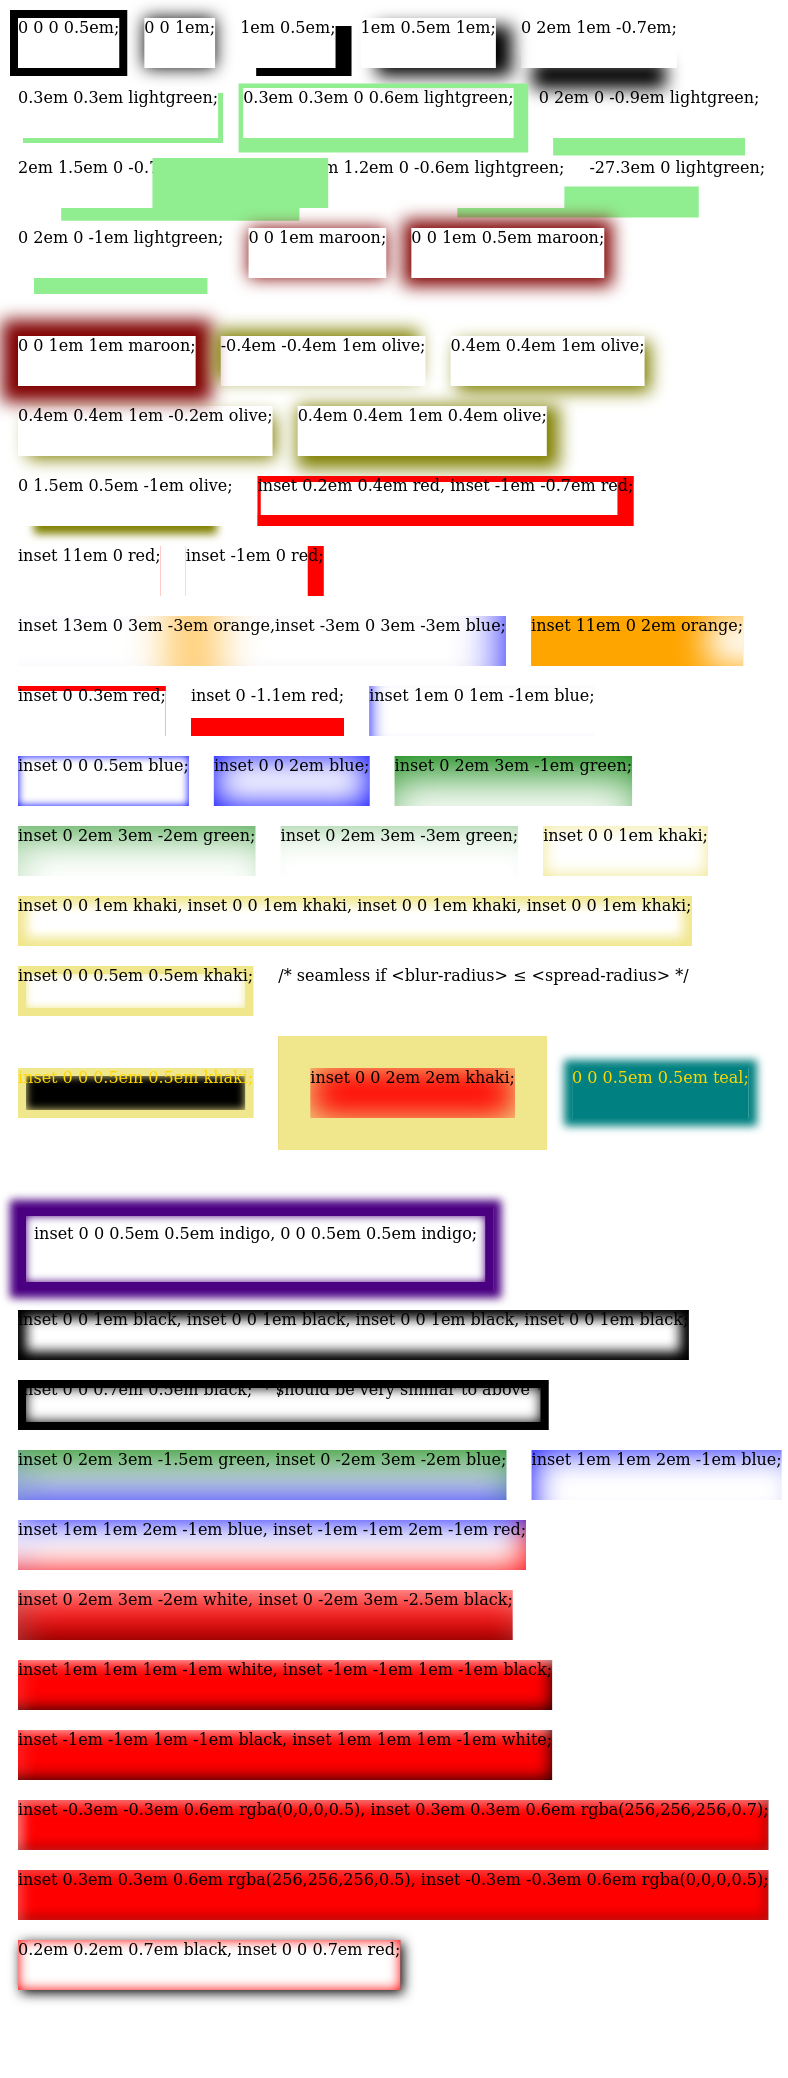 0 0 0 0.5em; 0 0 1em; 1em 0.5em; 1em 0.5em 1em; 0 2em 1em -0.7em;
0.3em 0.3em lightgreen; 0.3em 0.3em 0 0.6em lightgreen; 0 2em 0 -0.9em lightgreen;
2em 1.5em 0 1.2em 0 -0.6em lightgreen; -27.3em 0 lightgreen;
0 2em 0 -1em lightgreen; 0 0 1em maroon; 0 0 1em 0.5em maroon;
0 0 1em 1em maroon; -0.4em -0.4em 1em olive; 0.4em 0.4em 1em olive;
0.4em 0.4em 1em -0.2em olive; 0.4em 0.4em 1em 0.4em olive;
0 1.5em 0.5em -1em olive; inset 0.2em 0.4em red, inset -1em -0.7em red;
inset 11em 0 red; inset -1em 0 red;
inset 13em 0 3em -3em orange,inset -3em 0 3em -3em blue; inset 11em 0 2em orange;
inset 0 0.3em red; inset 0 -1.1em red; inset 1em 0 1em -1em blue;
inset 0 0 0.5em blue; inset 0 0 2em blue; inset 0 2em 3em -1em green;
inset 0 2em 3em -2em green; inset 0 2em 3em -3em green; inset 0 0 1em khaki;
inset 0 0 1em khaki, inset 0 0 1em khaki, inset 0 0 1em khaki, inset 0 0 1em khaki;
inset 0 0 0.5em 0.5em khaki; /* seamless if <blur-radius> ≤ <spread-radius> */
inset 0 0 0.5em 0.5em khaki; inset 0 0 2em 2em khaki; 0 0 0.5em 0.5em teal;
inset 0 0 0.5em 0.5em indigo, 0 0 0.5em 0.5em indigo;
inset 0 0 1em black, inset 0 0 1em black, inset 0 0 1em black, inset 0 0 1em black;
inset 0 0 0.7em 0.5em black; should be very similar to above
inset 0 2em 3em -1.5em green, inset 0 -2em 3em -2em blue; inset 1em 1em 2em -1em blue;
inset 1em 1em 2em -1em blue, inset -1em -1em 2em -1em red;
inset 0 2em 3em -2em white, inset 0 -2em 3em -2.5em black;
inset 1em 1em 1em -1em white, inset -1em -1em 1em -1em black;
inset -1em -1em 1em -1em black, inset 1em 1em 1em -1em white;
inset -0.3em -0.3em 0.6em rgba(0,0,0,0.5), inset 0.3em 0.3em 0.6em rgba(256,256,256,0.7);
inset 0.3em 0.3em 0.6em rgba(256,256,256,0.5), inset -0.3em -0.3em 0.6em rgba(0,0,0,0.5);
0.2em 0.2em 0.7em black, inset 0 0 0.7em red;